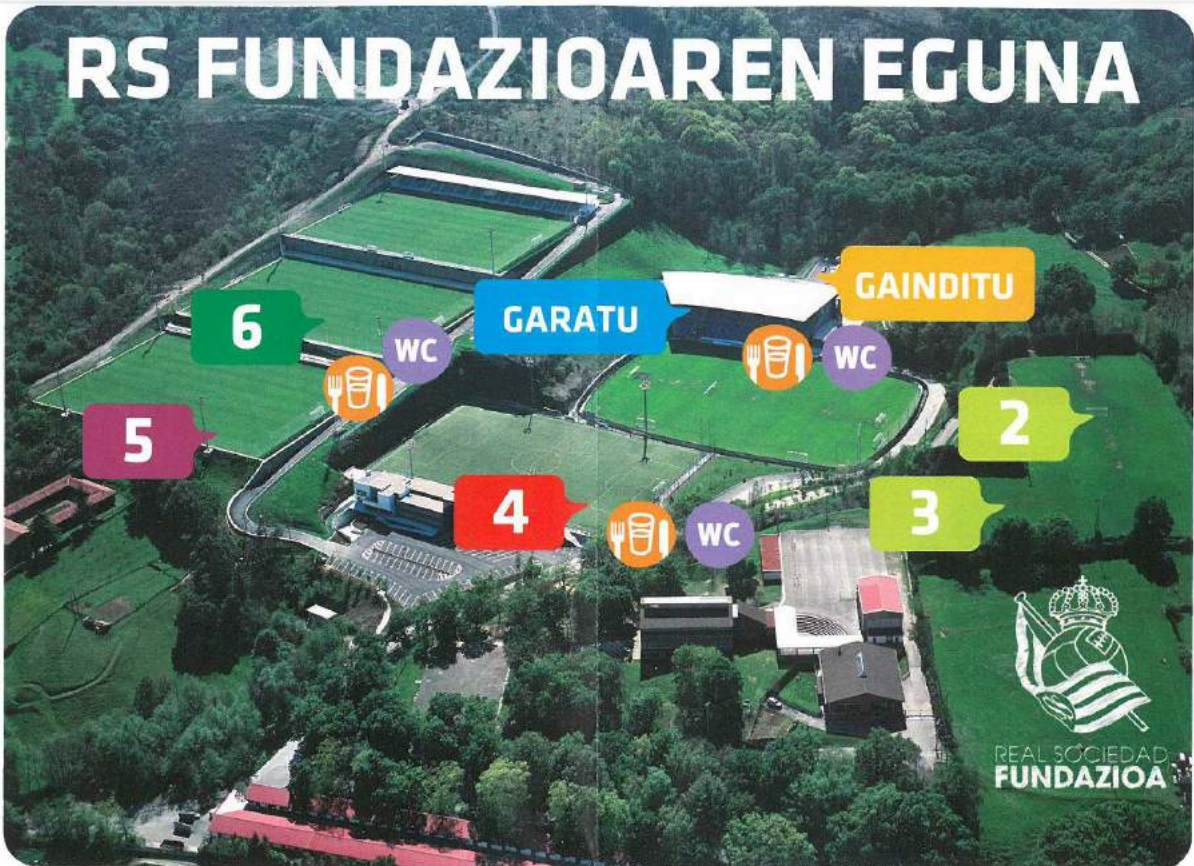 RS FUNDAZIOAREN EGUNA
GAINDITU
GARATU
6
WC
WC
5
2
4
3
WC
REAL SOCIEDAD
FUNDAZIOA